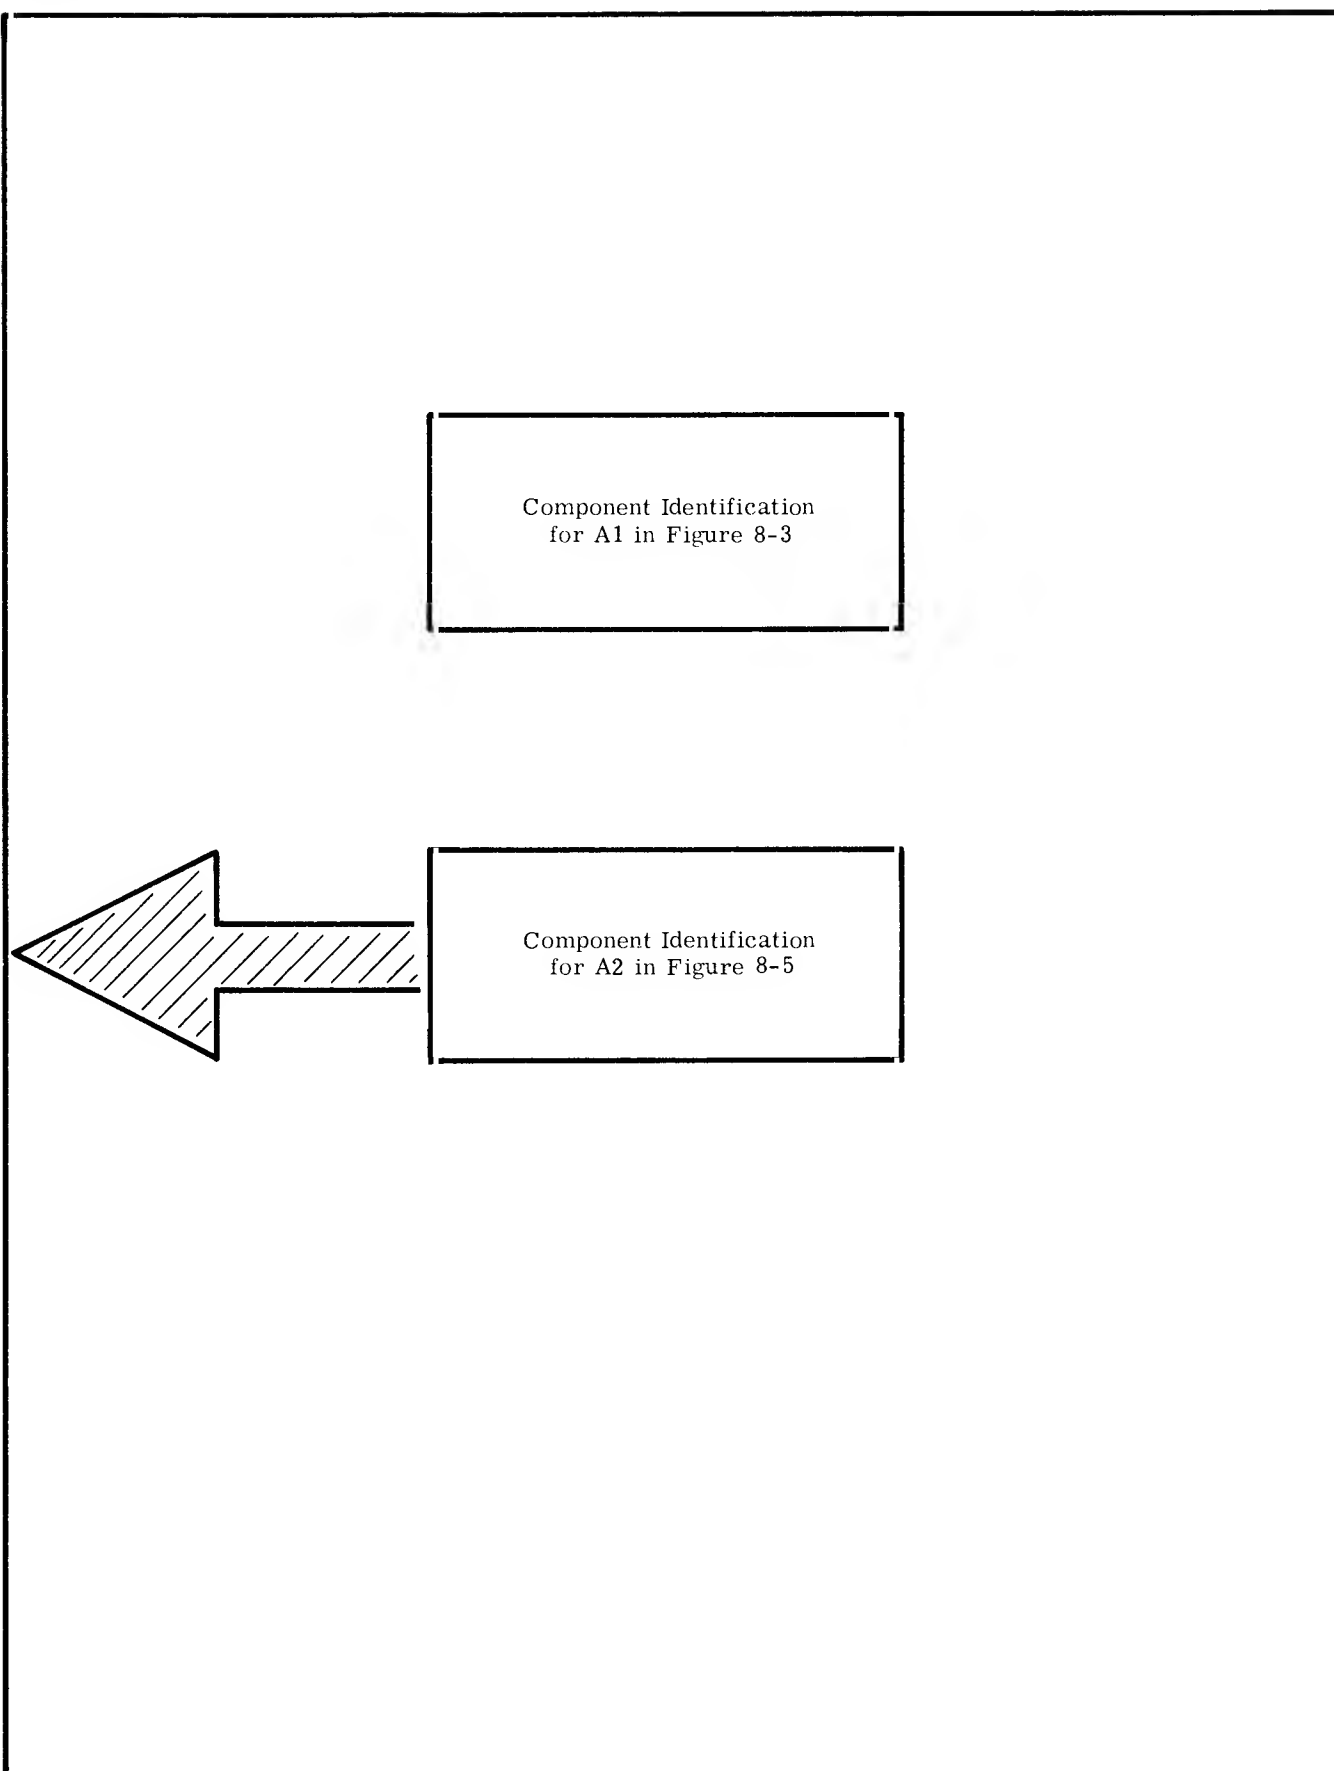 Component Identification
for A1 in Figure 8-3
Component Identification
for A2 in Figure 8-5